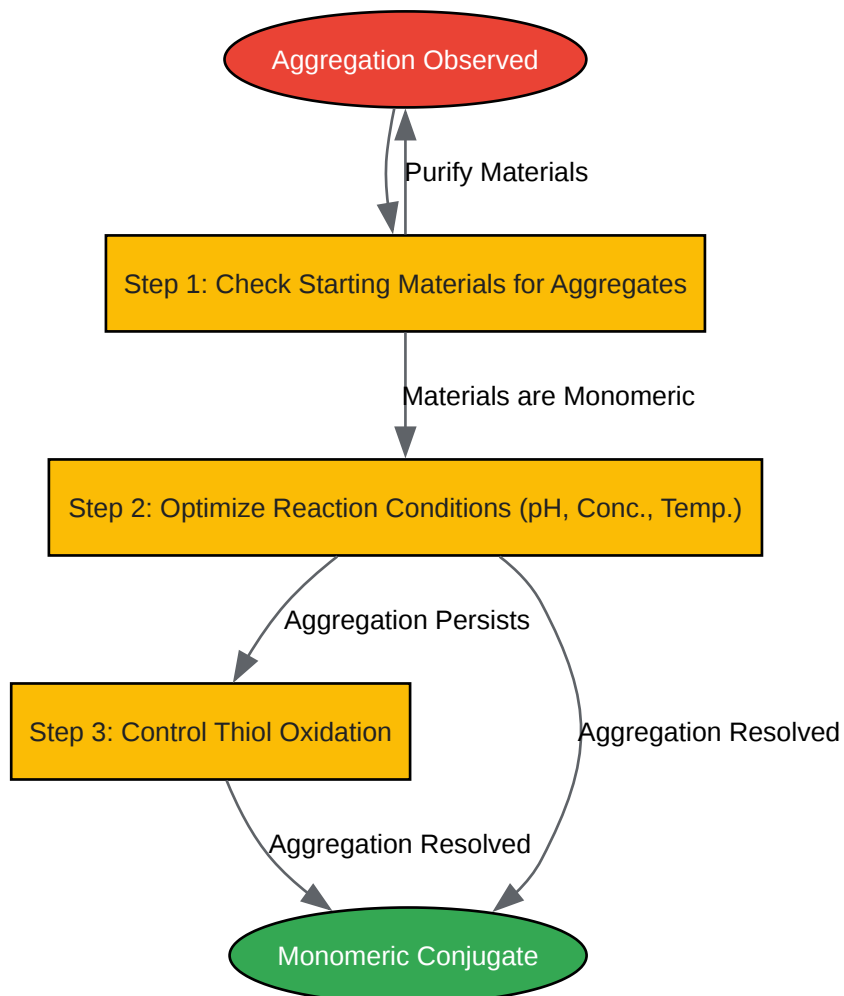 Aggregation Observed
Purify Materials
Step 1: Check Starting Materials for Aggregates
Materials are Monomeric
Step 2: Optimize Reaction Conditions (pH, Conc., Temp.)
Aggregation Persists
Step 3: Control Thiol Oxidation
Aggregation Resolved
Aggregation Resolved
Monomeric Conjugate